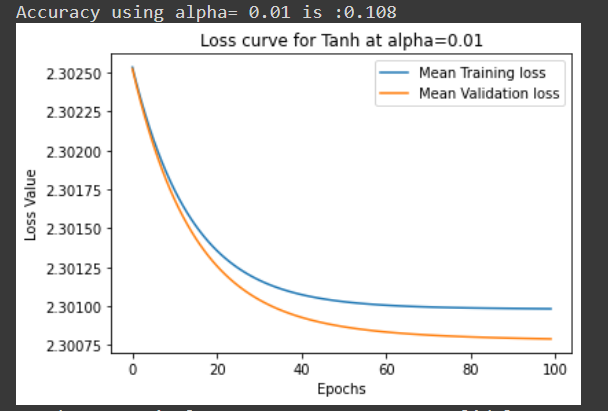 Accuracy using alpha= 0.01 is :0.108
Loss curve for Tanh at alpha=0.01
2.30250
2.30225
2.30200
2.30175
2.30150
2.30125
2.30100
2.30075
Loss Value
Mean Training loss
Mean Validation loss
0 20 40 60 80 100
Epochs